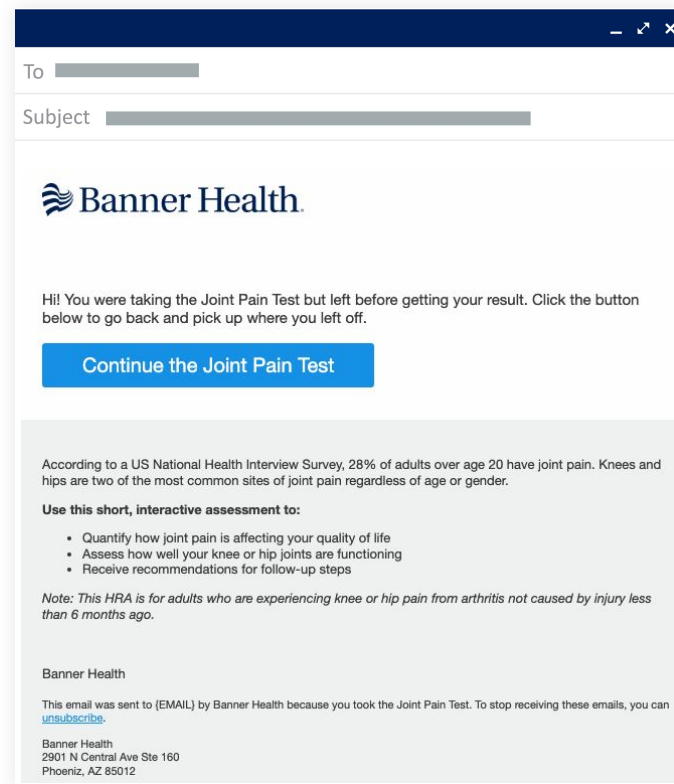 To
Subject
Banner Health.
Hi! You were taking the Joint Pain Test but left before getting your result. Click the button
below to go back and pick up where you left off.
Continue the Joint Pain Test
According to a US National Health Interview Survey, 28% of adults over age 20 have joint pain. Knees and
hips are two of the most common sites of joint pain regardless of age or gender.
Use this short, interactive assessment to:
• Quantify how joint pain is affecting your quality of life
• Assess how well your knee or hip joints are functioning
• Receive recommendations for follow-up steps
Note: This HRA is for adults who are experiencing knee or hip pain from arthritis not caused by injury less
than 6 months ago.
Banner Health
This email was sent to {EMAIL} by Banner Health because you took the Joint Pain Test. To stop receiving these emails, you can
unsubscribe.
Banner Health
2901 N Central Ave Ste 160
Phoeniz, AZ 85012